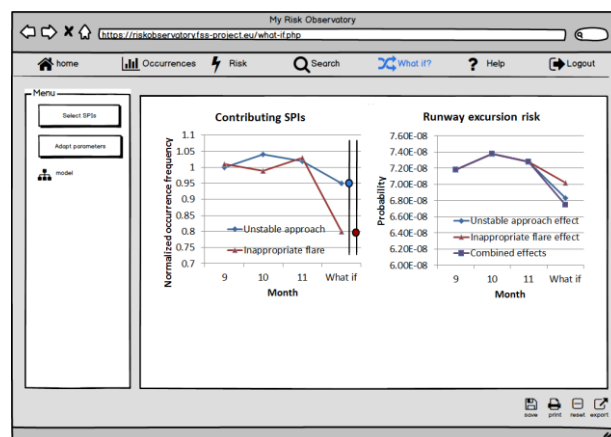 My Risk Observatory
https://riskobservatory.fss-project.eu/what-if.php
home
Occurrences
Risk
Search
What if?
Help
Logout
Menu
Select SPIs
Adapt parameters
model
Contributing SPIs
Normalized occurrence frequency
1.1
1.05
1
0.95
0.9
0.85
0.8
0.75
0.7
Unstable approach
Inappropriate flare
9 10 11 What if
Month
Runway excursion risk
Probability
7.60E-08
7.40E-08
7.20E-08
7.00E-08
6.80E-08
6.60E-08
6.40E-08
6.20E-08
6.00E-08
Unstable approach effect
Inappropriate flare effect
Combined effects
9 10 11 What if
Month
save print reset export